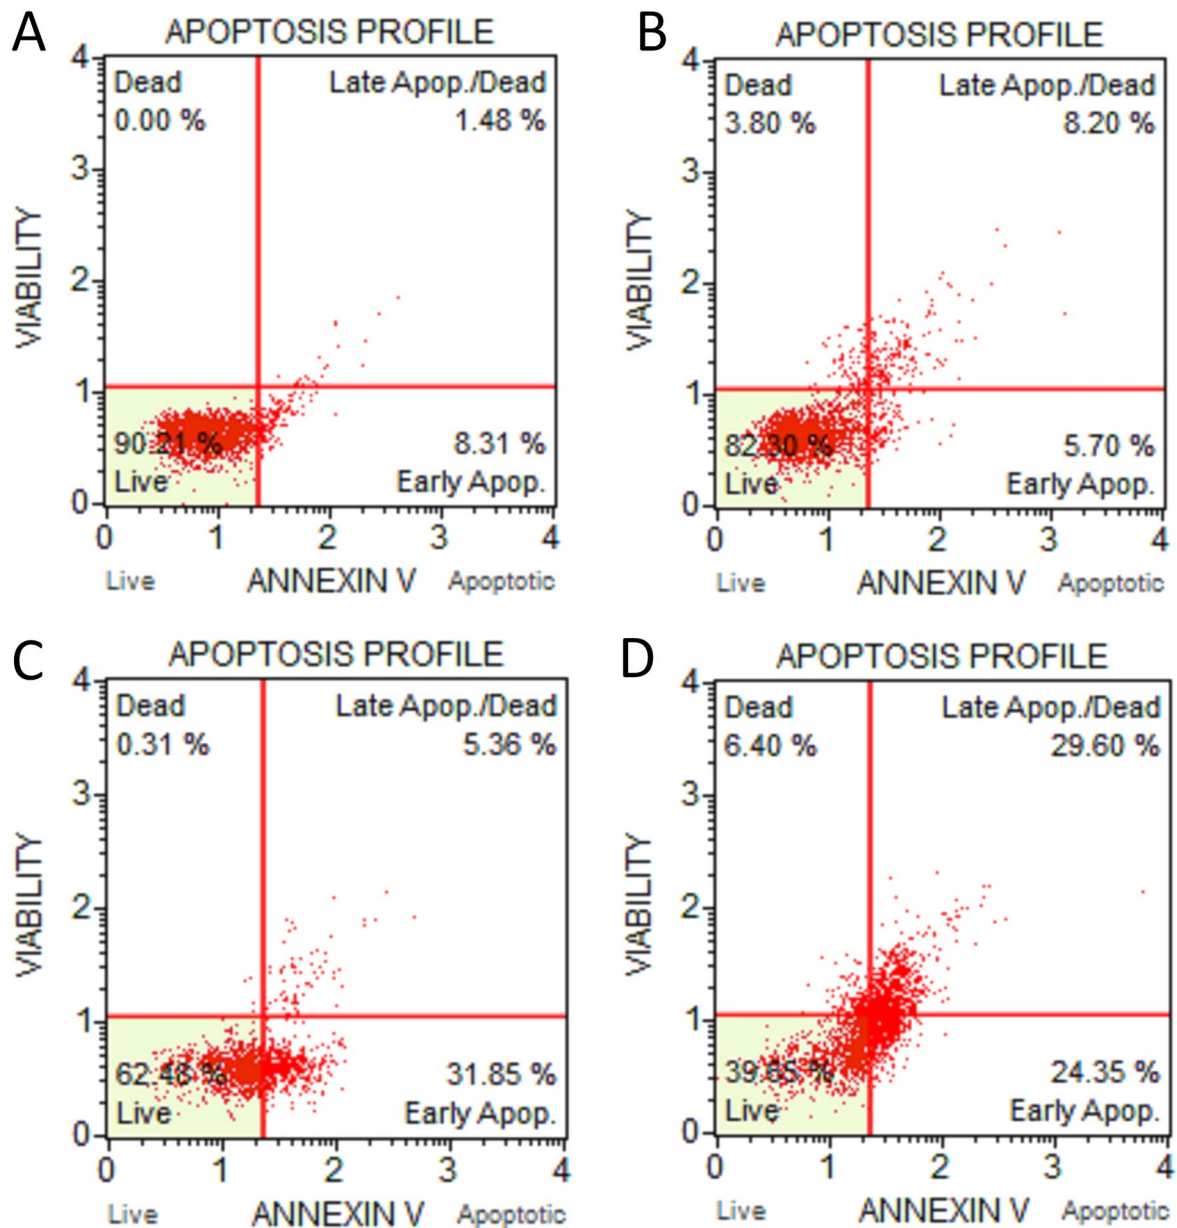 A
APOPTOSIS PROFILE
4
3
2
1
0
VIABILITY
Dead
0.00 %
Late Apop./Dead
1.48 %
90.21 %
Live
8.31 %
Early Apop.
0 1 2 3 4
Live ANNEXIN V Apoptotic
B
APOPTOSIS PROFILE
4
3
2
1
0
VIABILITY
Dead
3.80 %
Late Apop./Dead
8.20 %
82.30 %
Live
5.70 %
Early Apop.
0 1 2 3 4
Live ANNEXIN V Apoptotic
C
APOPTOSIS PROFILE
4
3
2
1
0
VIABILITY
Dead
0.31 %
Late Apop./Dead
5.36 %
62.48 %
Live
31.85 %
Early Apop.
0 1 2 3 4
Live ANNEXIN V Apoptotic
D
APOPTOSIS PROFILE
4
3
2
1
0
VIABILITY
Dead
6.40 %
Late Apop./Dead
29.60 %
39.65 %
Live
24.35 %
Early Apop.
0 1 2 3 4
Live ANNEXIN V Apoptotic